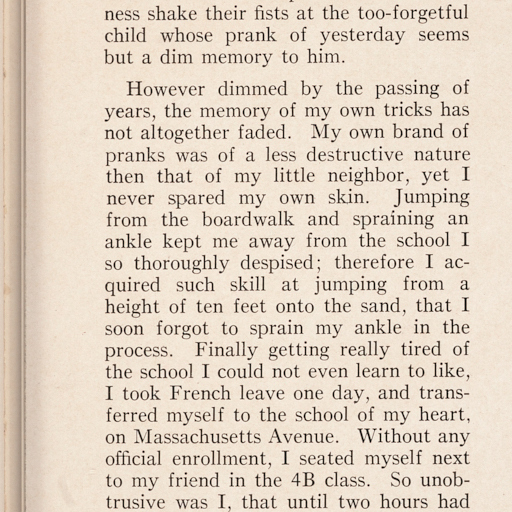 ness shake their fists at the too-forgetful
child whose prank of yesterday seems
but a dim memory to him.
However dimmed by the passing of
years, the memory of my own tricks has
not altogether faded. My own brand of
pranks was of a less destructive nature
then that of my little neighbor, yet I
never spared my own skin. Jumping
from the boardwalk and spraining an
ankle kept me away from the school I
so thoroughly despised; therefore I ac-
quired such skill at jumping from a
height of ten feet onto the sand, that I
soon forgot to sprain my ankle in the
process. Finally getting really tired of
the school I could not even learn to like,
I took French leave one day, and trans-
ferred myself to the school of my heart,
on Massachusetts Avenue. Without any
official enrollment, I seated myself next
to my friend in the 4B class. So unob-
trusive was I, that until two hours had